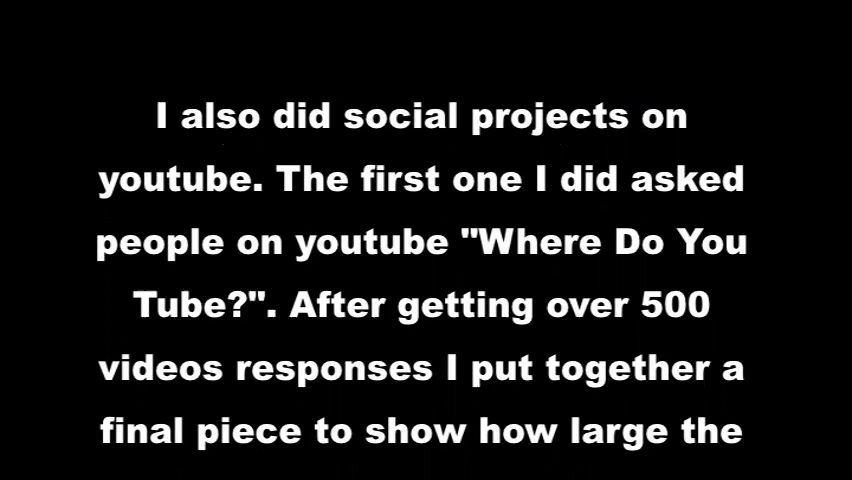 I also did social projects on
youtube. The first one I did asked
people on youtube "Where Do You
Tube?". After getting over 500
videos responses I put together a
final piece to show how large the